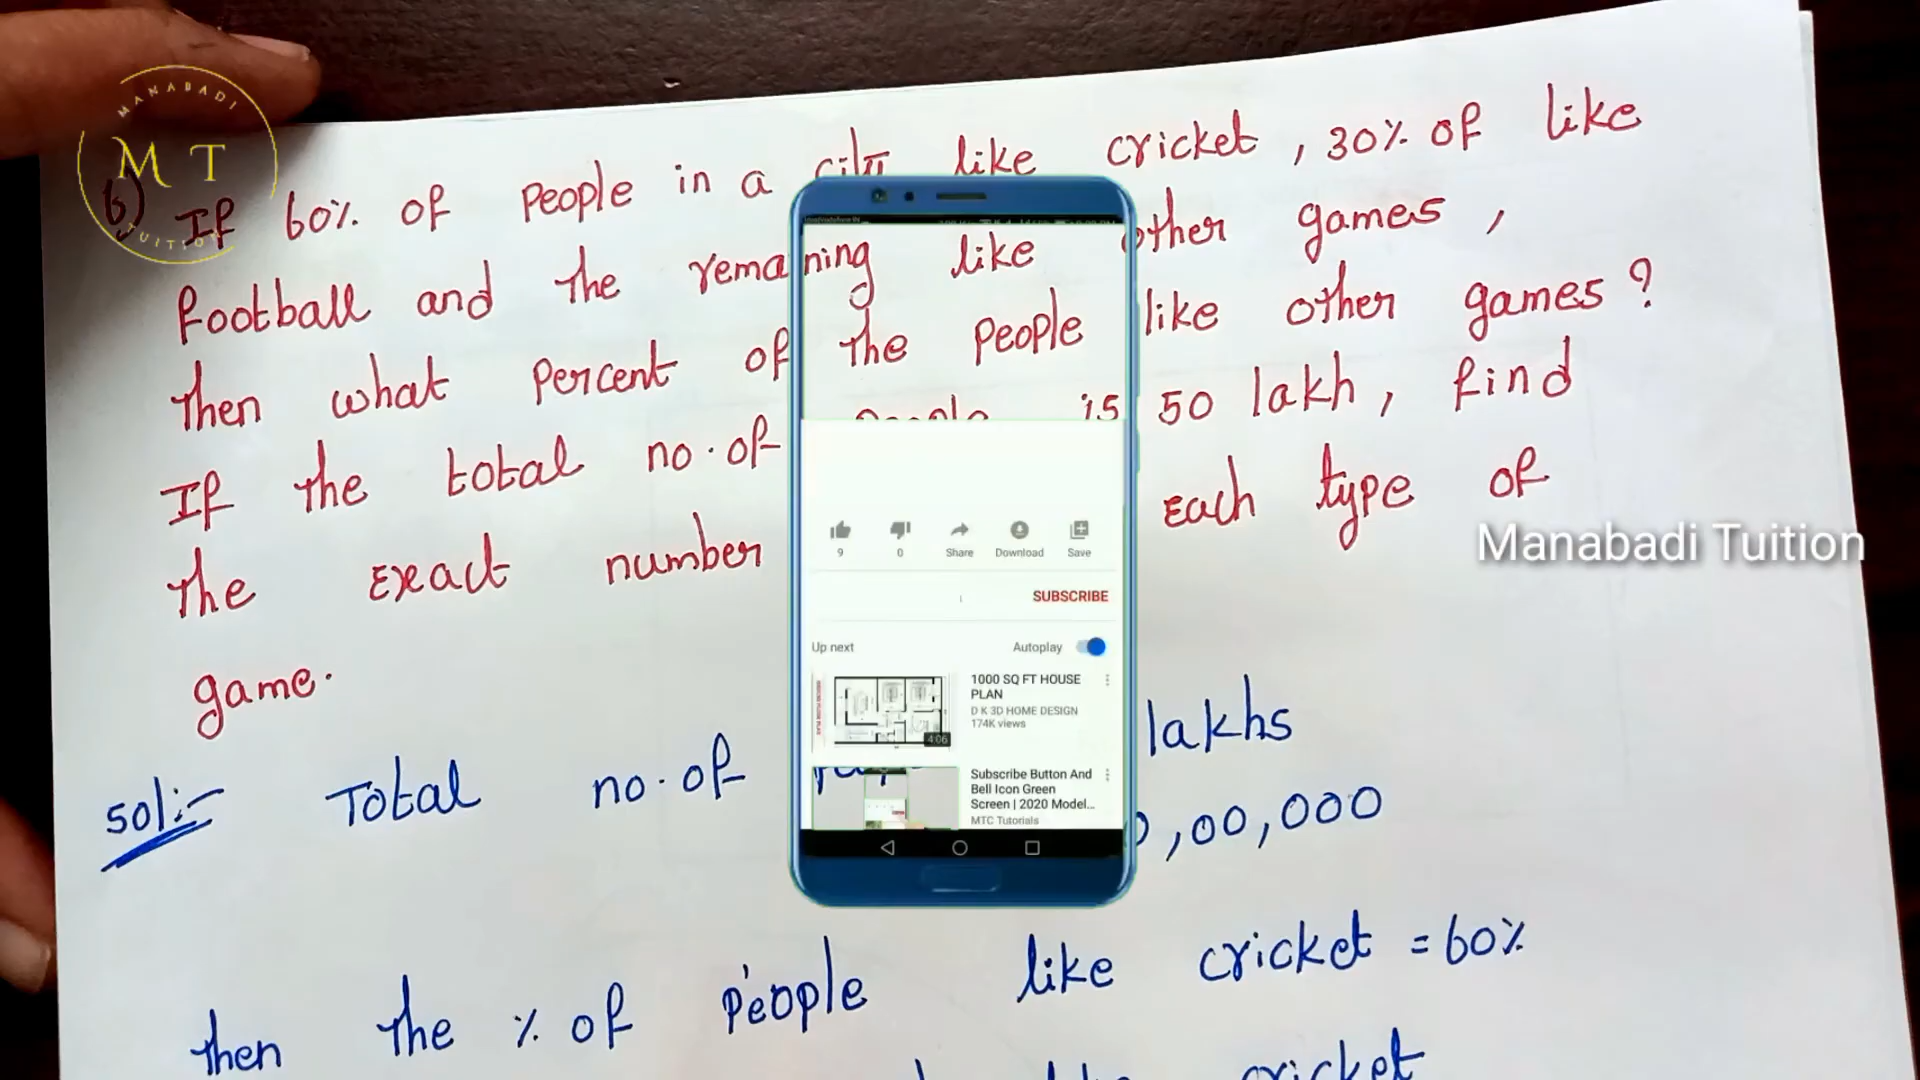 MANABADI
MT
TUITION
6) If 60% of People in a city like cricket, 30% of like
football and the remaining like other games,
then what Percent of the People like other games?
If the total no.of People is 50 lakh, find
the Exact number Each type of
game.
Manabadi Tuition
Sol:- Total no.of lakhs
,00,000
then the % of People like cricket = 60%
like cricket
9
0
Share
Download
Save
SUBSCRIBE
Up next
Autoplay
1000 SQ FT HOUSE
PLAN
D K 3D HOME DESIGN
174K views
4:06
Subscribe Button And
Bell Icon Green
Screen | 2020 Model...
MTC Tutorials